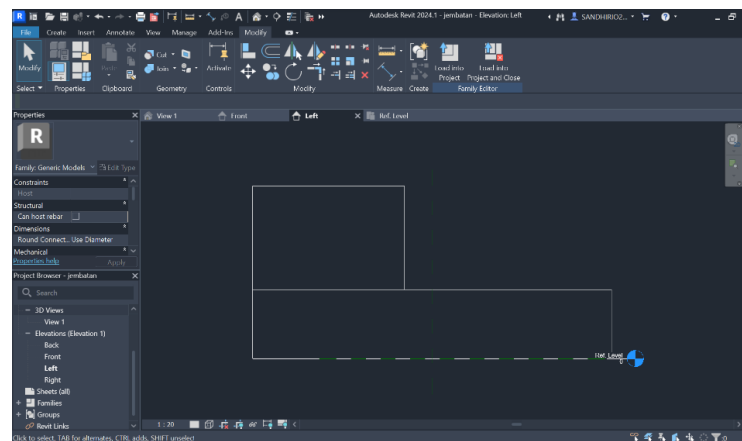 Autodesk Revit 2024.1 - jembatan - Elevation: Left
SANDHIRIO2...
File Create Insert Annotate View Manage Add-Ins Modify
Modify
Cut
Join
Activate
Load into Project
Load into Project and Close
Select Properties Clipboard Geometry Controls Modify Measure Create Family Editor
Properties
View 1 Front Left Ref. Level
R
Family: Generic Models Edit Type
Constraints
Host
Structural
Can host rebar
Dimensions
Round Connect... Use Diameter
Mechanical
Properties help Apply
Project Browser - jembatan
Search
3D Views
View 1
Elevations (Elevation 1)
Back
Front
Left
Right
Sheets (all)
Families
Groups
Revit Links
Ref. Level
0
1 : 20
Click to select, TAB for alternates, CTRL adds, SHIFT unselect
:0